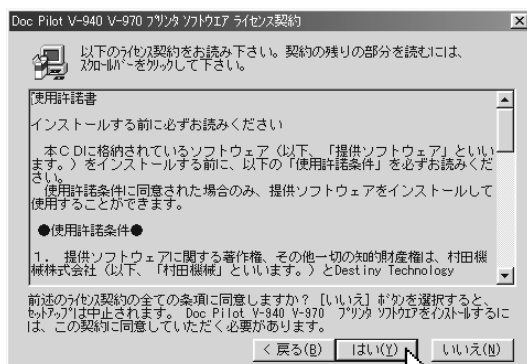 Doc Pilot V-940 V-970 プリンタ ソフトウエア ライセンス契約
以下のライセンス契約をお読み下さい。契約の残りの部分を読むには、
スクロールバーをクリックして下さい。
使用許諾書
インストールする前に必ずお読みください
本ＣＤに格納されているソフトウェア（以下、「提供ソフトウェア」といい
ます。）をインストールする前に、以下の「使用許諾条件」を必ずお読みくだ
さい。
使用許諾条件に同意された場合のみ、提供ソフトウェアをインストールして
使用することができます。
●使用許諾条件●
１． 提供ソフトウェアに関する著作権、その他一切の知的財産権は、村田機
械株式会社（以下、「村田機械」といいます。）とDestiny Technology
前述のライセンス契約の全ての条項に同意しますか？［いいえ］ボタンを選択すると、
セットアップは中止されます。 Doc Pilot V-940 V-970 プリンタ ソフトウエアをインストールするに
は、この契約に同意していただく必要があります。
< 戻る(B) はい(Y) いいえ(N)